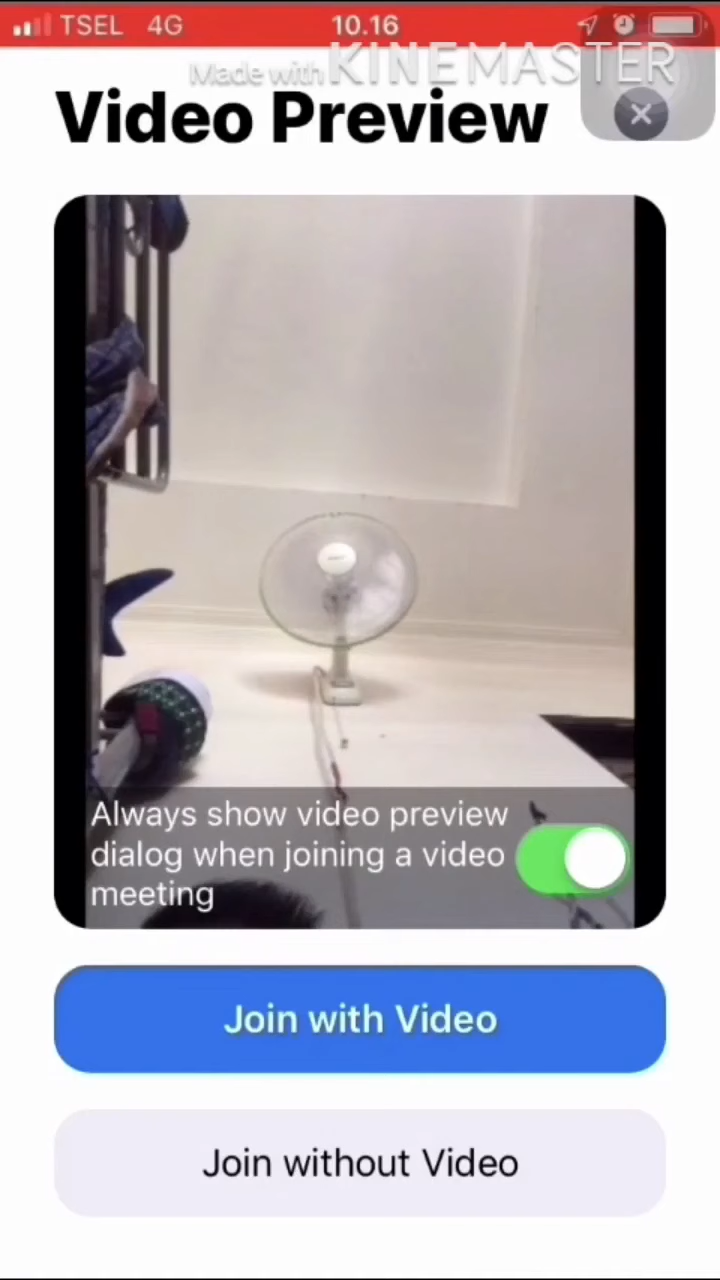 TSEL 4G 10.16
Made with KINEMASTER
Video Preview
Always show video preview
dialog when joining a video
meeting
Join with Video
Join without Video